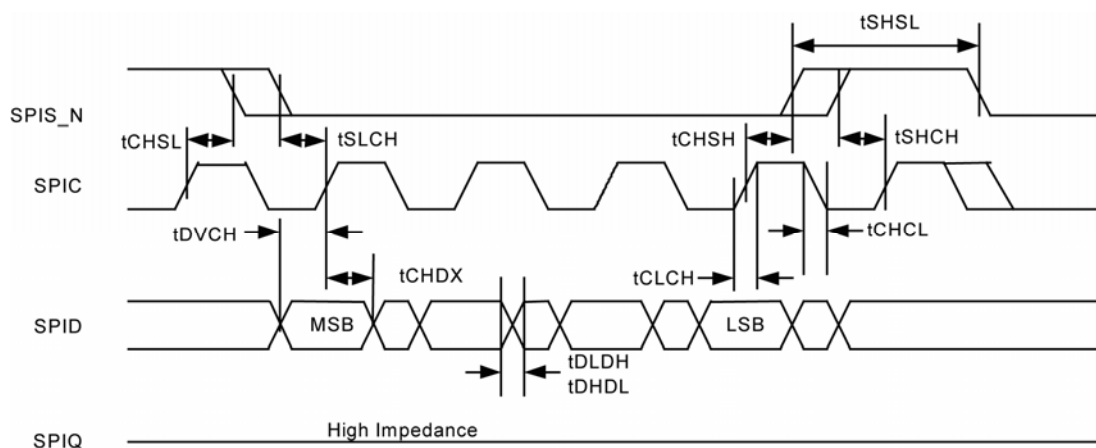 tSHSL
SPIS_N
tCHSL
tSLCH
tCHSH
tSHCH
SPIC
tDVCH
tCHCL
tCHDX
tCLCH
SPID
MSB
LSB
tDLDH
tDHDL
High Impedance
SPIQ